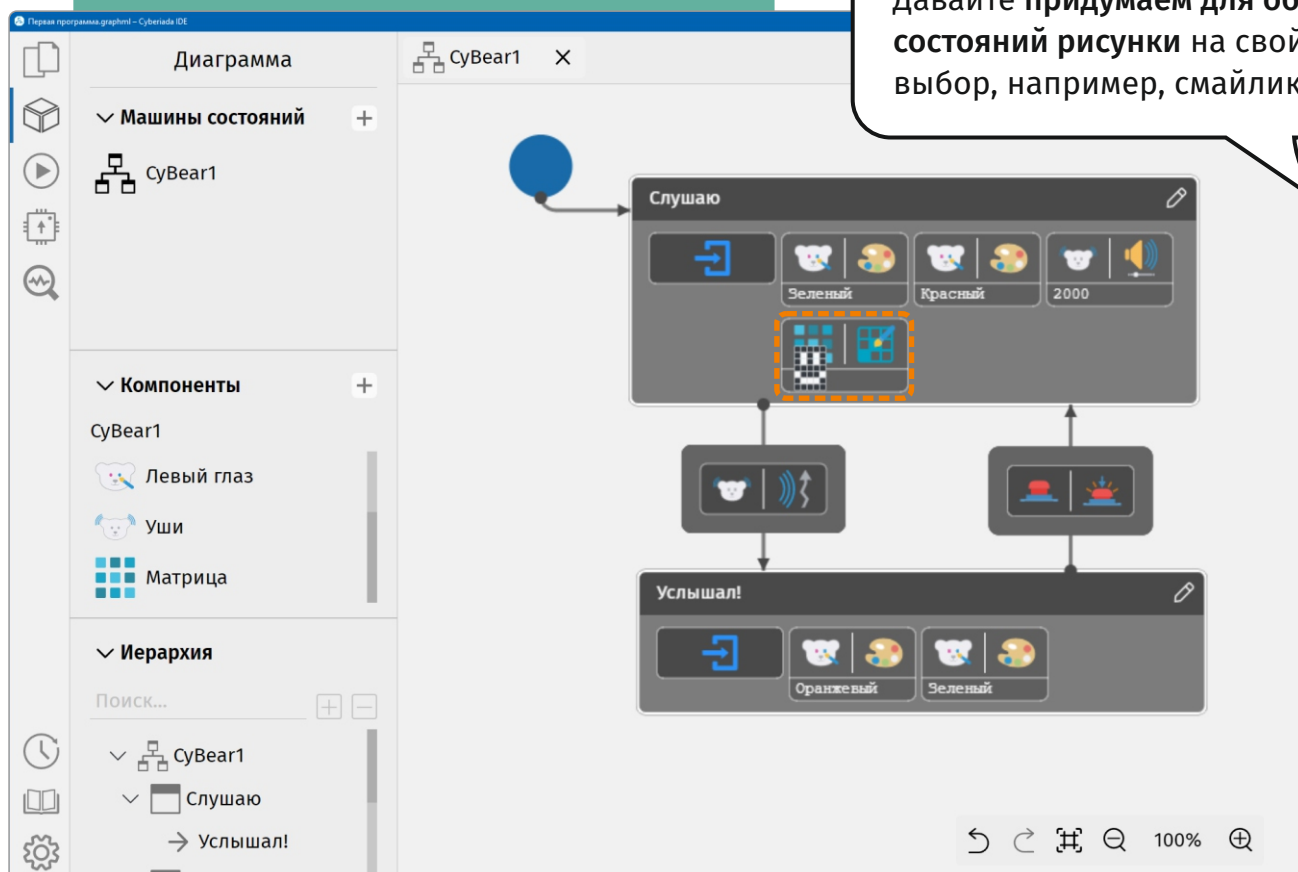 давайте придумаем для
состояний рисунки на свой
выбор, например,
Первая программа.graphml – Cyberiada IDE
Диаграмма
CyBear1
Машины состояний
CyBear1
Компоненты
CyBear1
Левый глаз
Уши
Матрица
Иерархия
Поиск...
CyBear1
Слушаю
Услышал!
Слушаю
Зеленый
Красный
2000
Услышал!
Оранжевый
Зеленый
100%